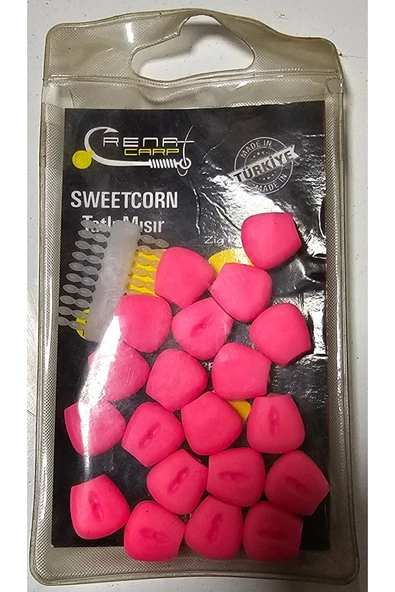 RENA
CARP
MADE IN
TÜRKİYE
MADE IN
SWEETCORN
Tatlı Mısır